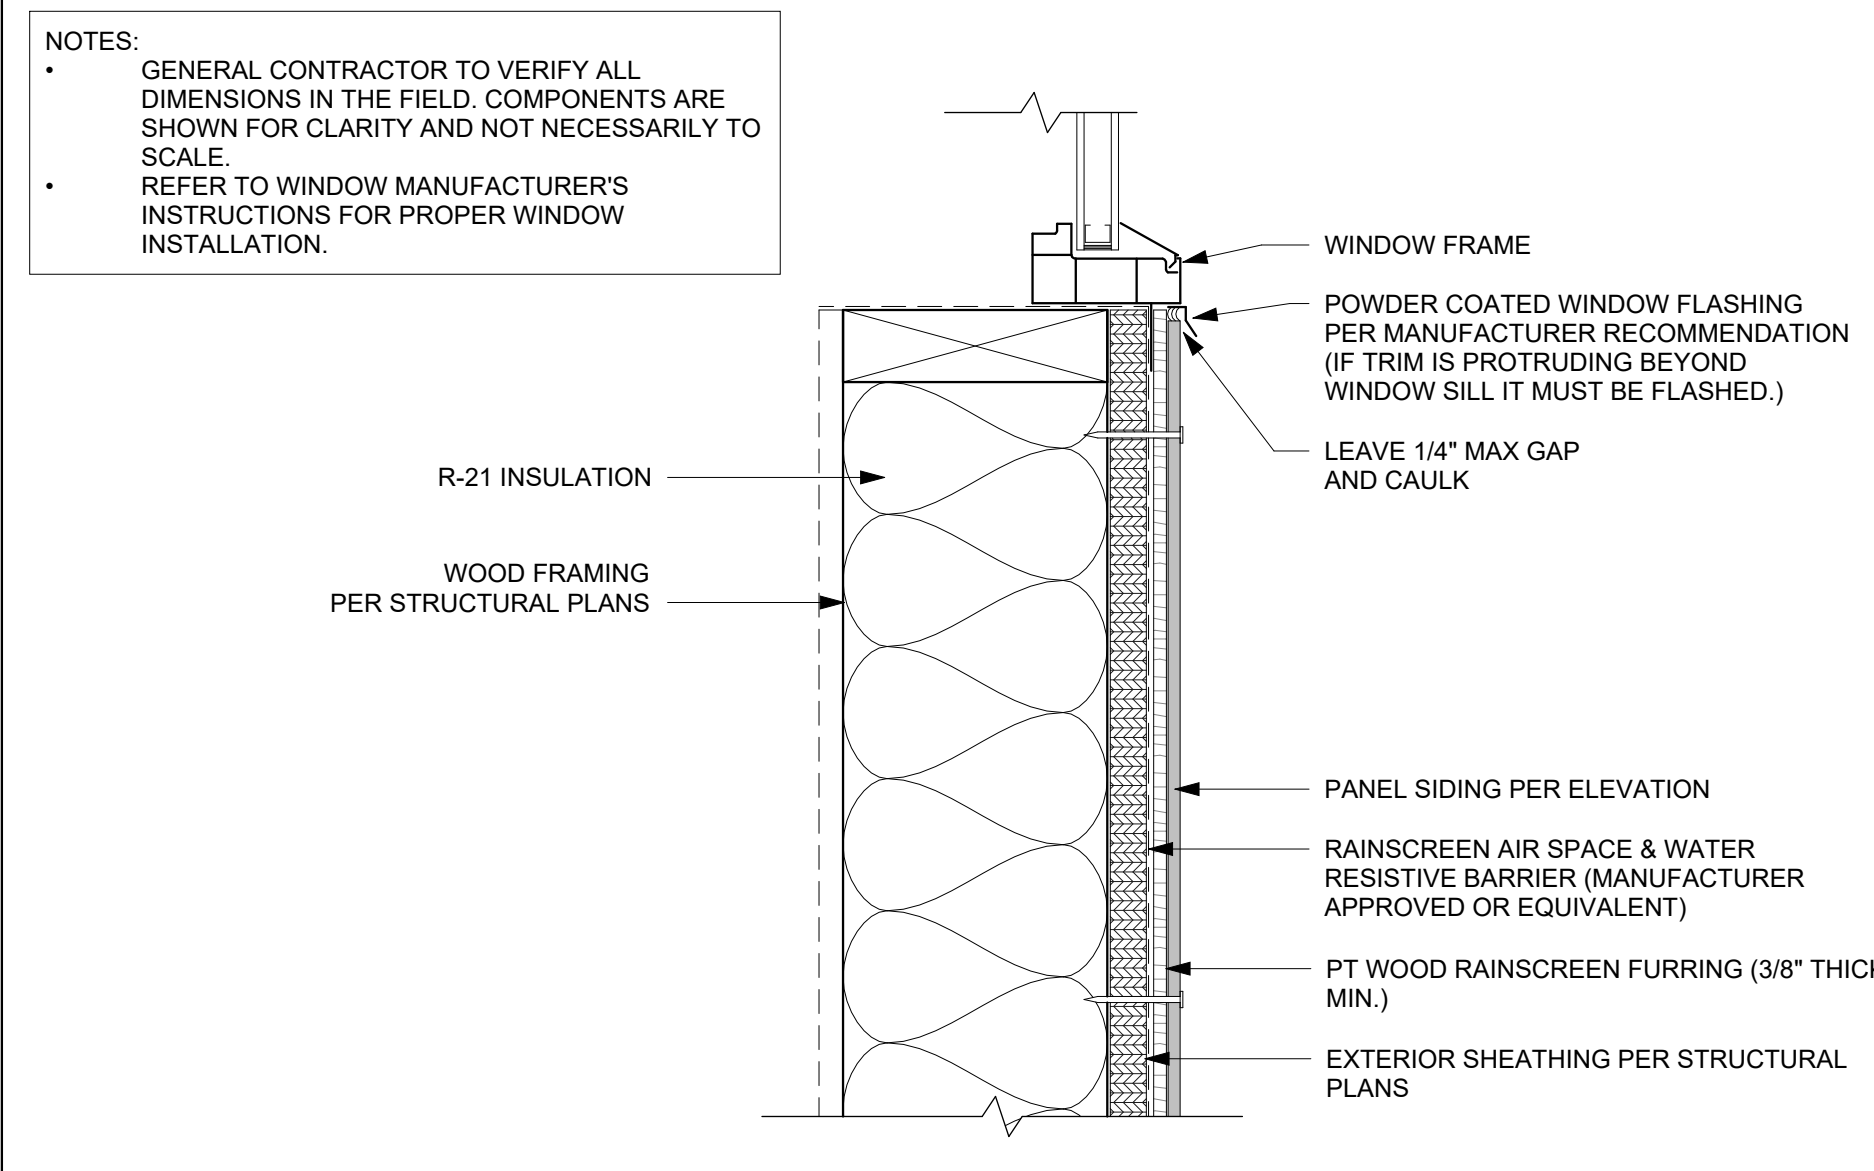 NOTES:
• GENERAL CONTRACTOR TO VERIFY ALL
DIMENSIONS IN THE FIELD. COMPONENTS ARE
SHOWN FOR CLARITY AND NOT NECESSARILY TO
SCALE.
• REFER TO WINDOW MANUFACTURER'S
INSTRUCTIONS FOR PROPER WINDOW
INSTALLATION.
WINDOW FRAME
POWDER COATED WINDOW FLASHING
PER MANUFACTURER RECOMMENDATION
(IF TRIM IS PROTRUDING BEYOND
WINDOW SILL IT MUST BE FLASHED.)
LEAVE 1/4" MAX GAP
AND CAULK
R-21 INSULATION
WOOD FRAMING
PER STRUCTURAL PLANS
PANEL SIDING PER ELEVATION
RAINSCREEN AIR SPACE & WATER
RESISTIVE BARRIER (MANUFACTURER
APPROVED OR EQUIVALENT)
PT WOOD RAINSCREEN FURRING (3/8" THICK
MIN.)
EXTERIOR SHEATHING PER STRUCTURAL
PLANS